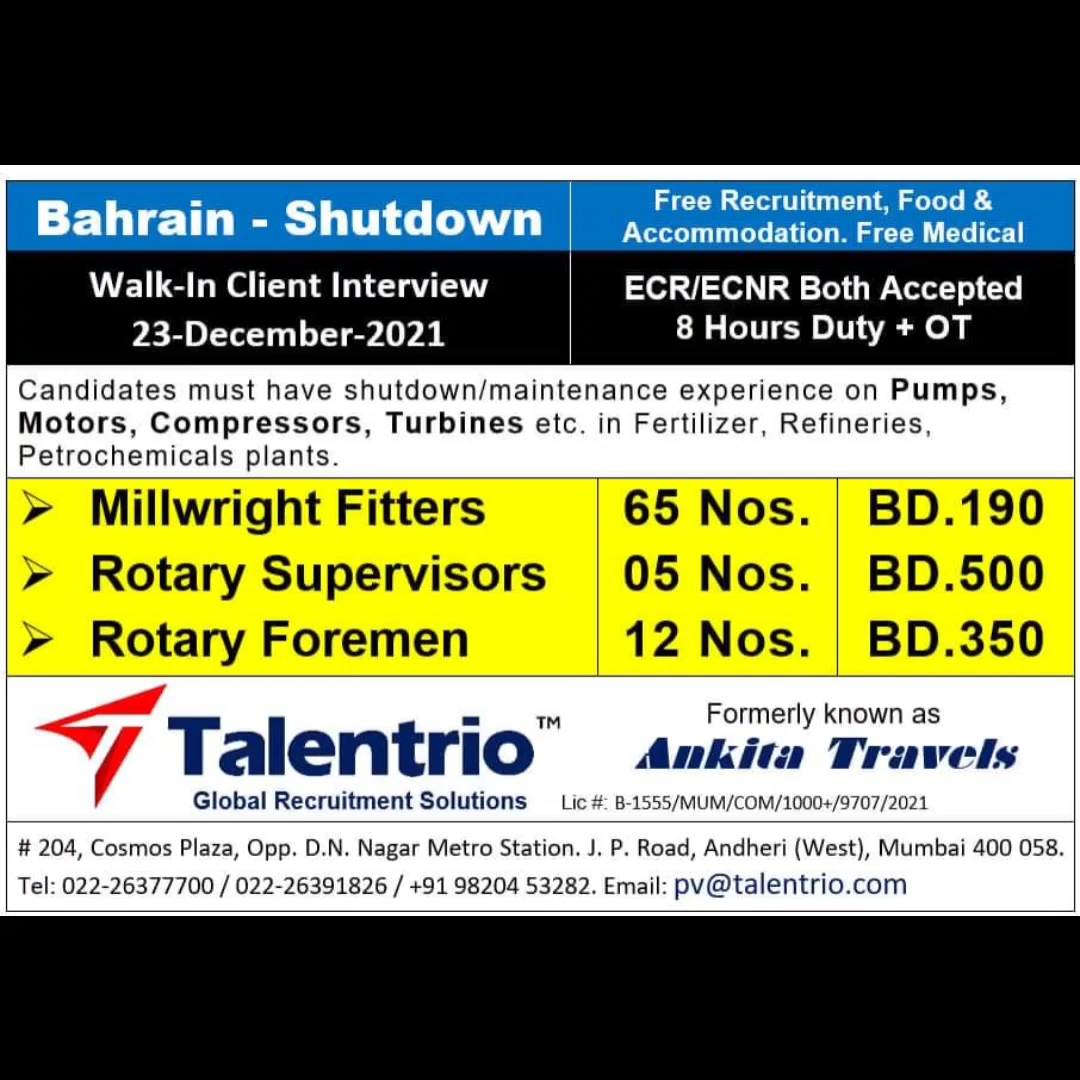 Bahrain - Shutdown
Free Recruitment, Food &
Accommodation. Free Medical
Walk-In Client Interview
23-December-2021
ECR/ECNR Both Accepted
8 Hours Duty + OT
Candidates must have shutdown/maintenance experience on Pumps,
Motors, Compressors, Turbines etc. in Fertilizer, Refineries,
Petrochemicals plants.
➢ Millwright Fitters 65 Nos. BD.190
➢ Rotary Supervisors 05 Nos. BD.500
➢ Rotary Foremen 12 Nos. BD.350
Talentrio™
Global Recruitment Solutions
Formerly known as
Ankita Travels
Lic #: B-1555/MUM/COM/1000+/9707/2021
# 204, Cosmos Plaza, Opp. D.N. Nagar Metro Station. J. P. Road, Andheri (West), Mumbai 400 058.
Tel: 022-26377700 / 022-26391826 / +91 98204 53282. Email: pv@talentrio.com